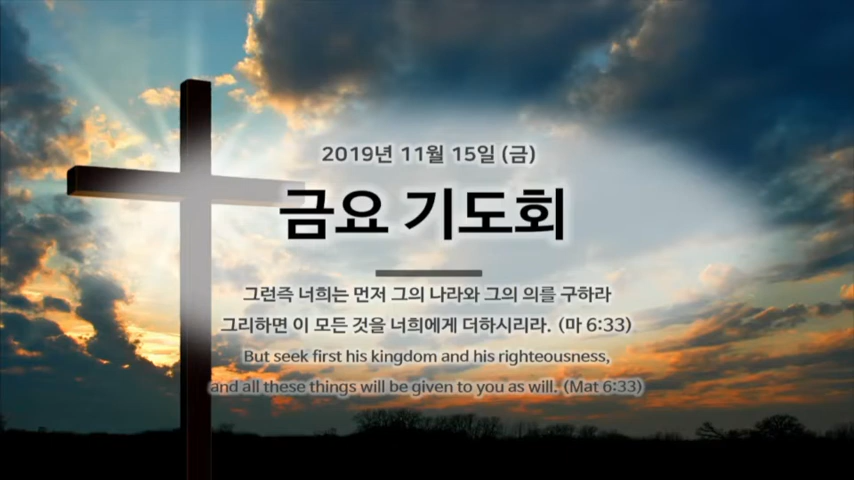 2019년 11월 15일 (금)
금요 기도회
그런즉 너희는 먼저 그의 나라와 그의 의를 구하라
그리하면 이 모든 것을 너희에게 더하시리라. (마 6:33)
But seek first his kingdom and his righteousness,
and all these things will be given to you as will. (Mat 6:33)